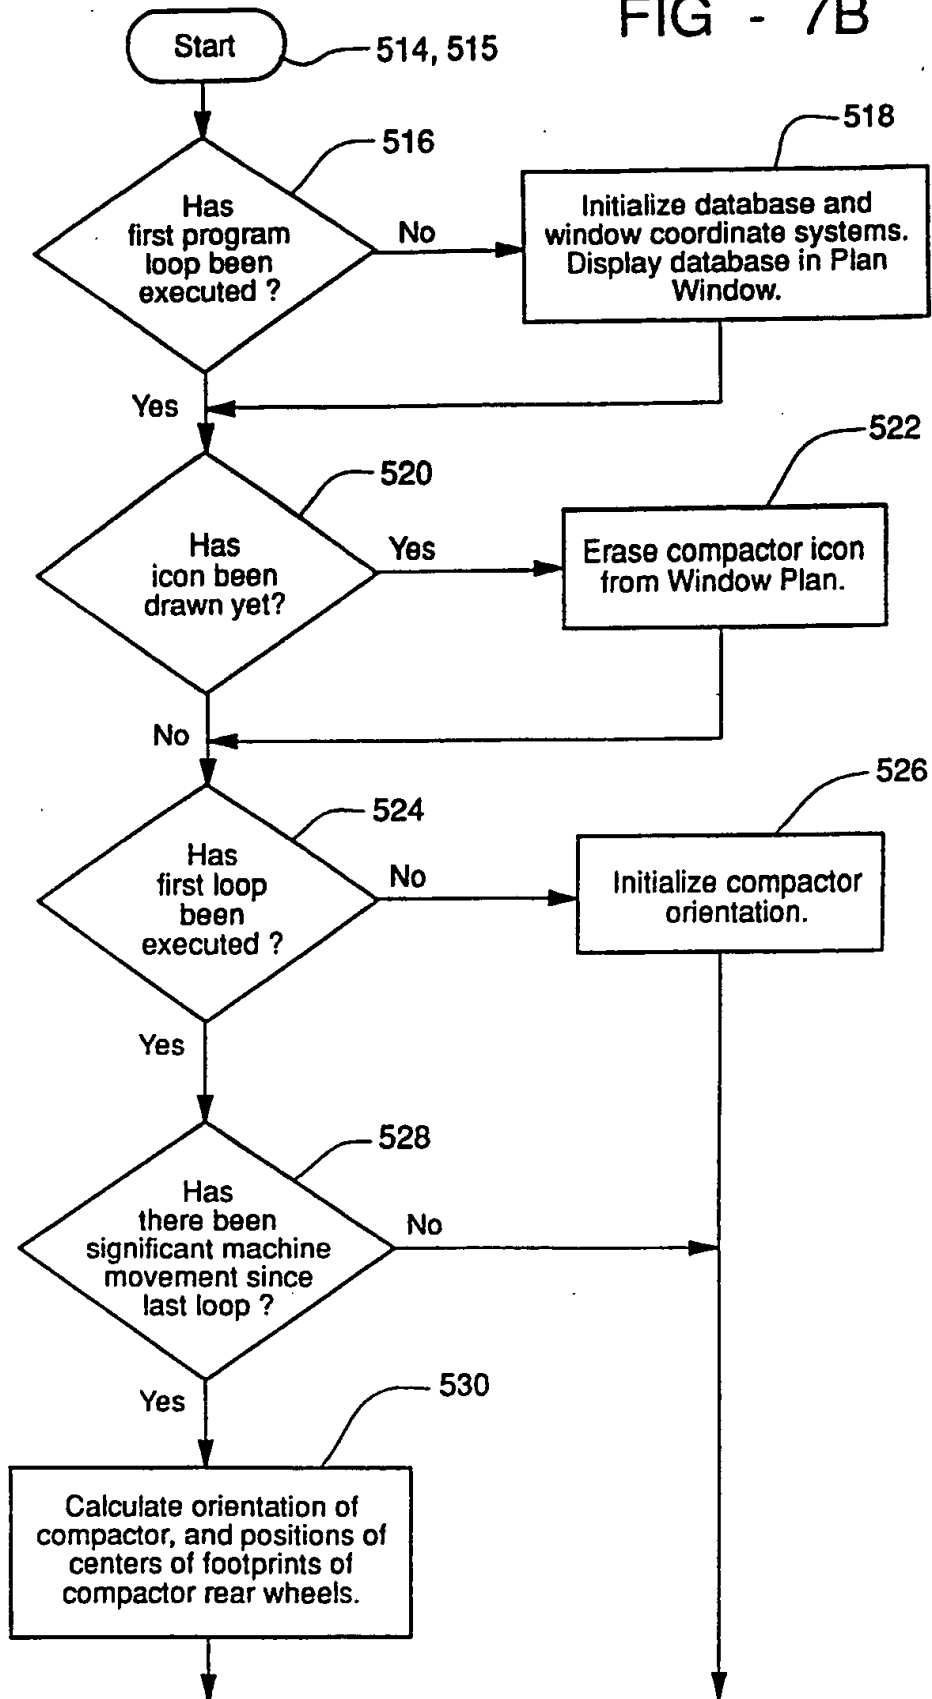 FIG - 7B
Start
514, 515
516
Has
first program
loop been
executed ?
No
518
Initialize database and
window coordinate systems.
Display database in Plan
Window.
Yes
520
Has
icon been
drawn yet?
Yes
522
Erase compactor icon
from Window Plan.
No
524
Has
first loop
been
executed ?
No
526
Initialize compactor
orientation.
Yes
528
Has
there been
significant machine
movement since
last loop ?
No
Yes
530
Calculate orientation of
compactor, and positions of
centers of footprints of
compactor rear wheels.